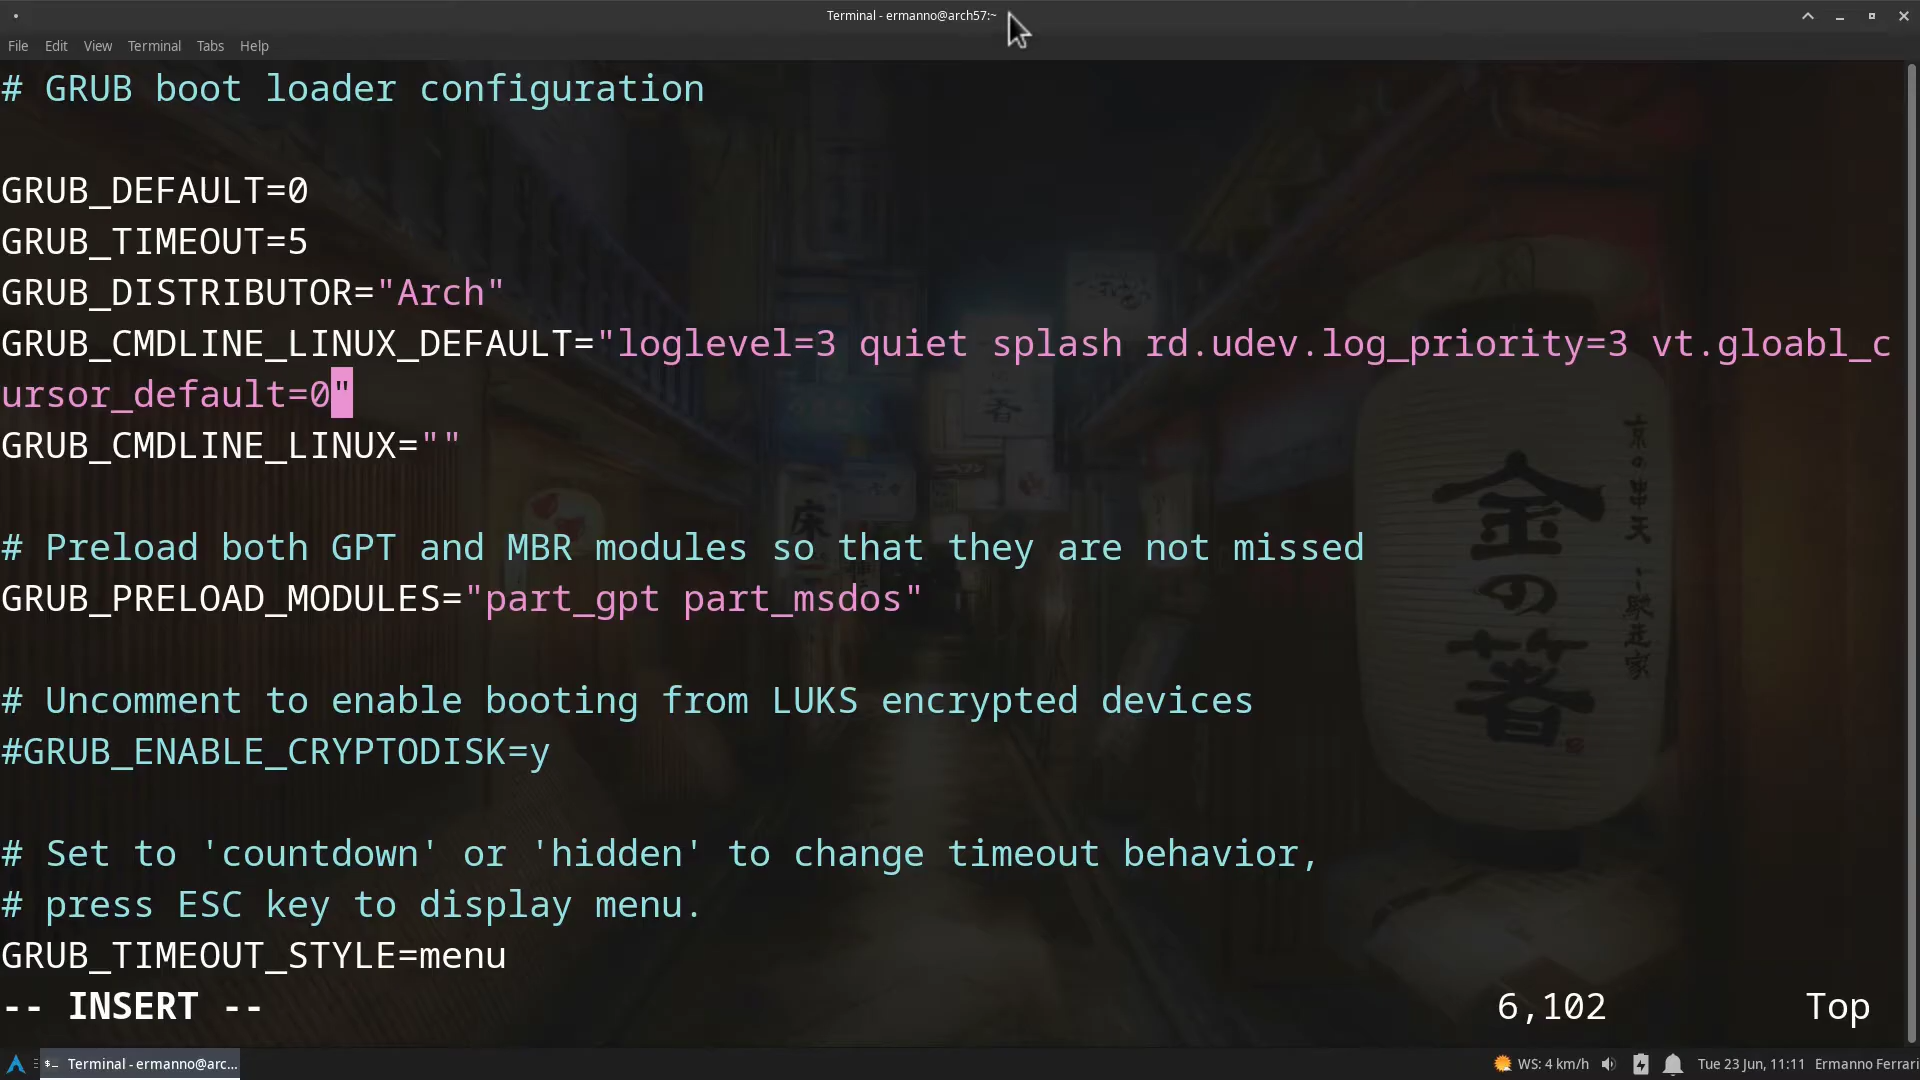 Terminal - ermanno@arch57:~
File Edit View Terminal Tabs Help
# GRUB boot loader configuration
GRUB_DEFAULT=0
GRUB_TIMEOUT=5
GRUB_DISTRIBUTOR="Arch"
GRUB_CMDLINE_LINUX_DEFAULT="loglevel=3 quiet splash rd.udev.log_priority=3 vt.gloabl_c
ursor_default=0"
GRUB_CMDLINE_LINUX=""
# Preload both GPT and MBR modules so that they are not missed
GRUB_PRELOAD_MODULES="part_gpt part_msdos"
# Uncomment to enable booting from LUKS encrypted devices
#GRUB_ENABLE_CRYPTODISK=y
# Set to 'countdown' or 'hidden' to change timeout behavior,
# press ESC key to display menu.
GRUB_TIMEOUT_STYLE=menu
-- INSERT -- 6,102 Top
Terminal - ermanno@arc... WS: 4 km/h Tue 23 Jun, 11:11 Ermanno Ferrari
金の著